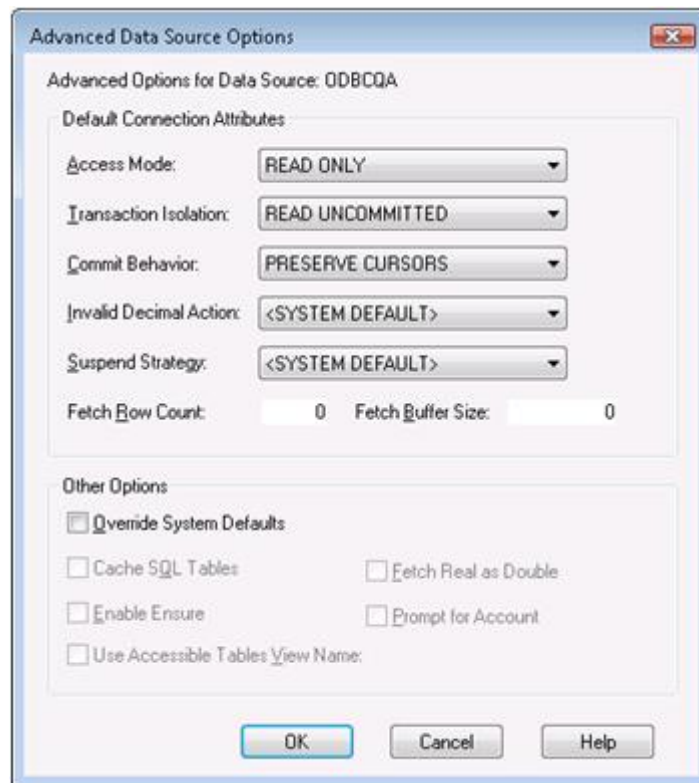 Advanced Data Source Options
Advanced Options for Data Source: ODBCQA
Default Connection Attributes
Access Mode: READ ONLY
Transaction Isolation: READ UNCOMMITTED
Commit Behavior: PRESERVE CURSORS
Invalid Decimal Action: <SYSTEM DEFAULT>
Suspend Strategy: <SYSTEM DEFAULT>
Fetch Row Count: 0 Fetch Buffer Size: 0
Other Options
Override System Defaults
Cache SQL Tables Fetch Real as Double
Enable Ensure Prompt for Account
Use Accessible Tables View Name:
OK Cancel Help